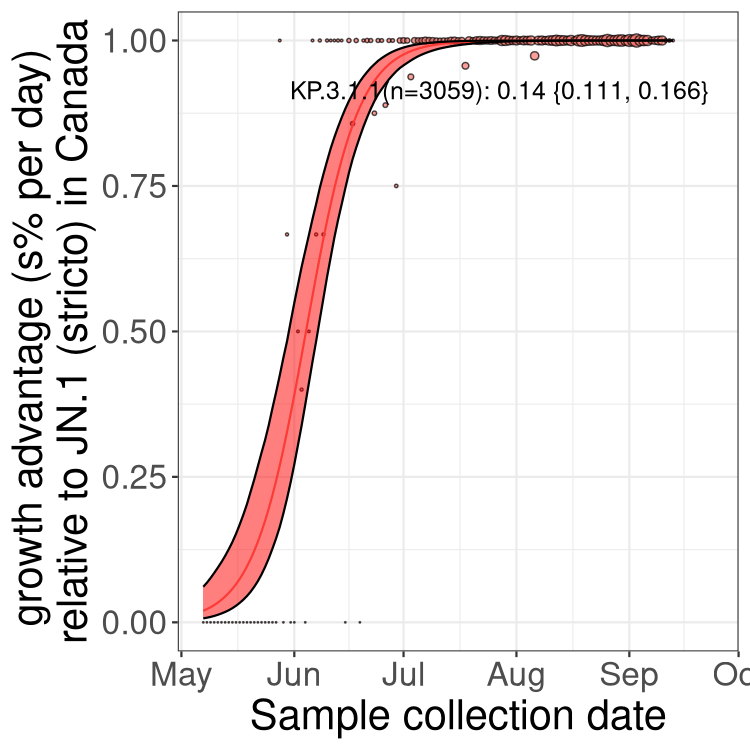 growth advantage (s% per day)
relative to JN.1 (stricto) in Canada
1.00
0.75
0.50
0.25
0.00
KP.3.1.1(n=3059): 0.14 {0.111, 0.166}
May Jun Jul Aug Sep Oc
Sample collection date